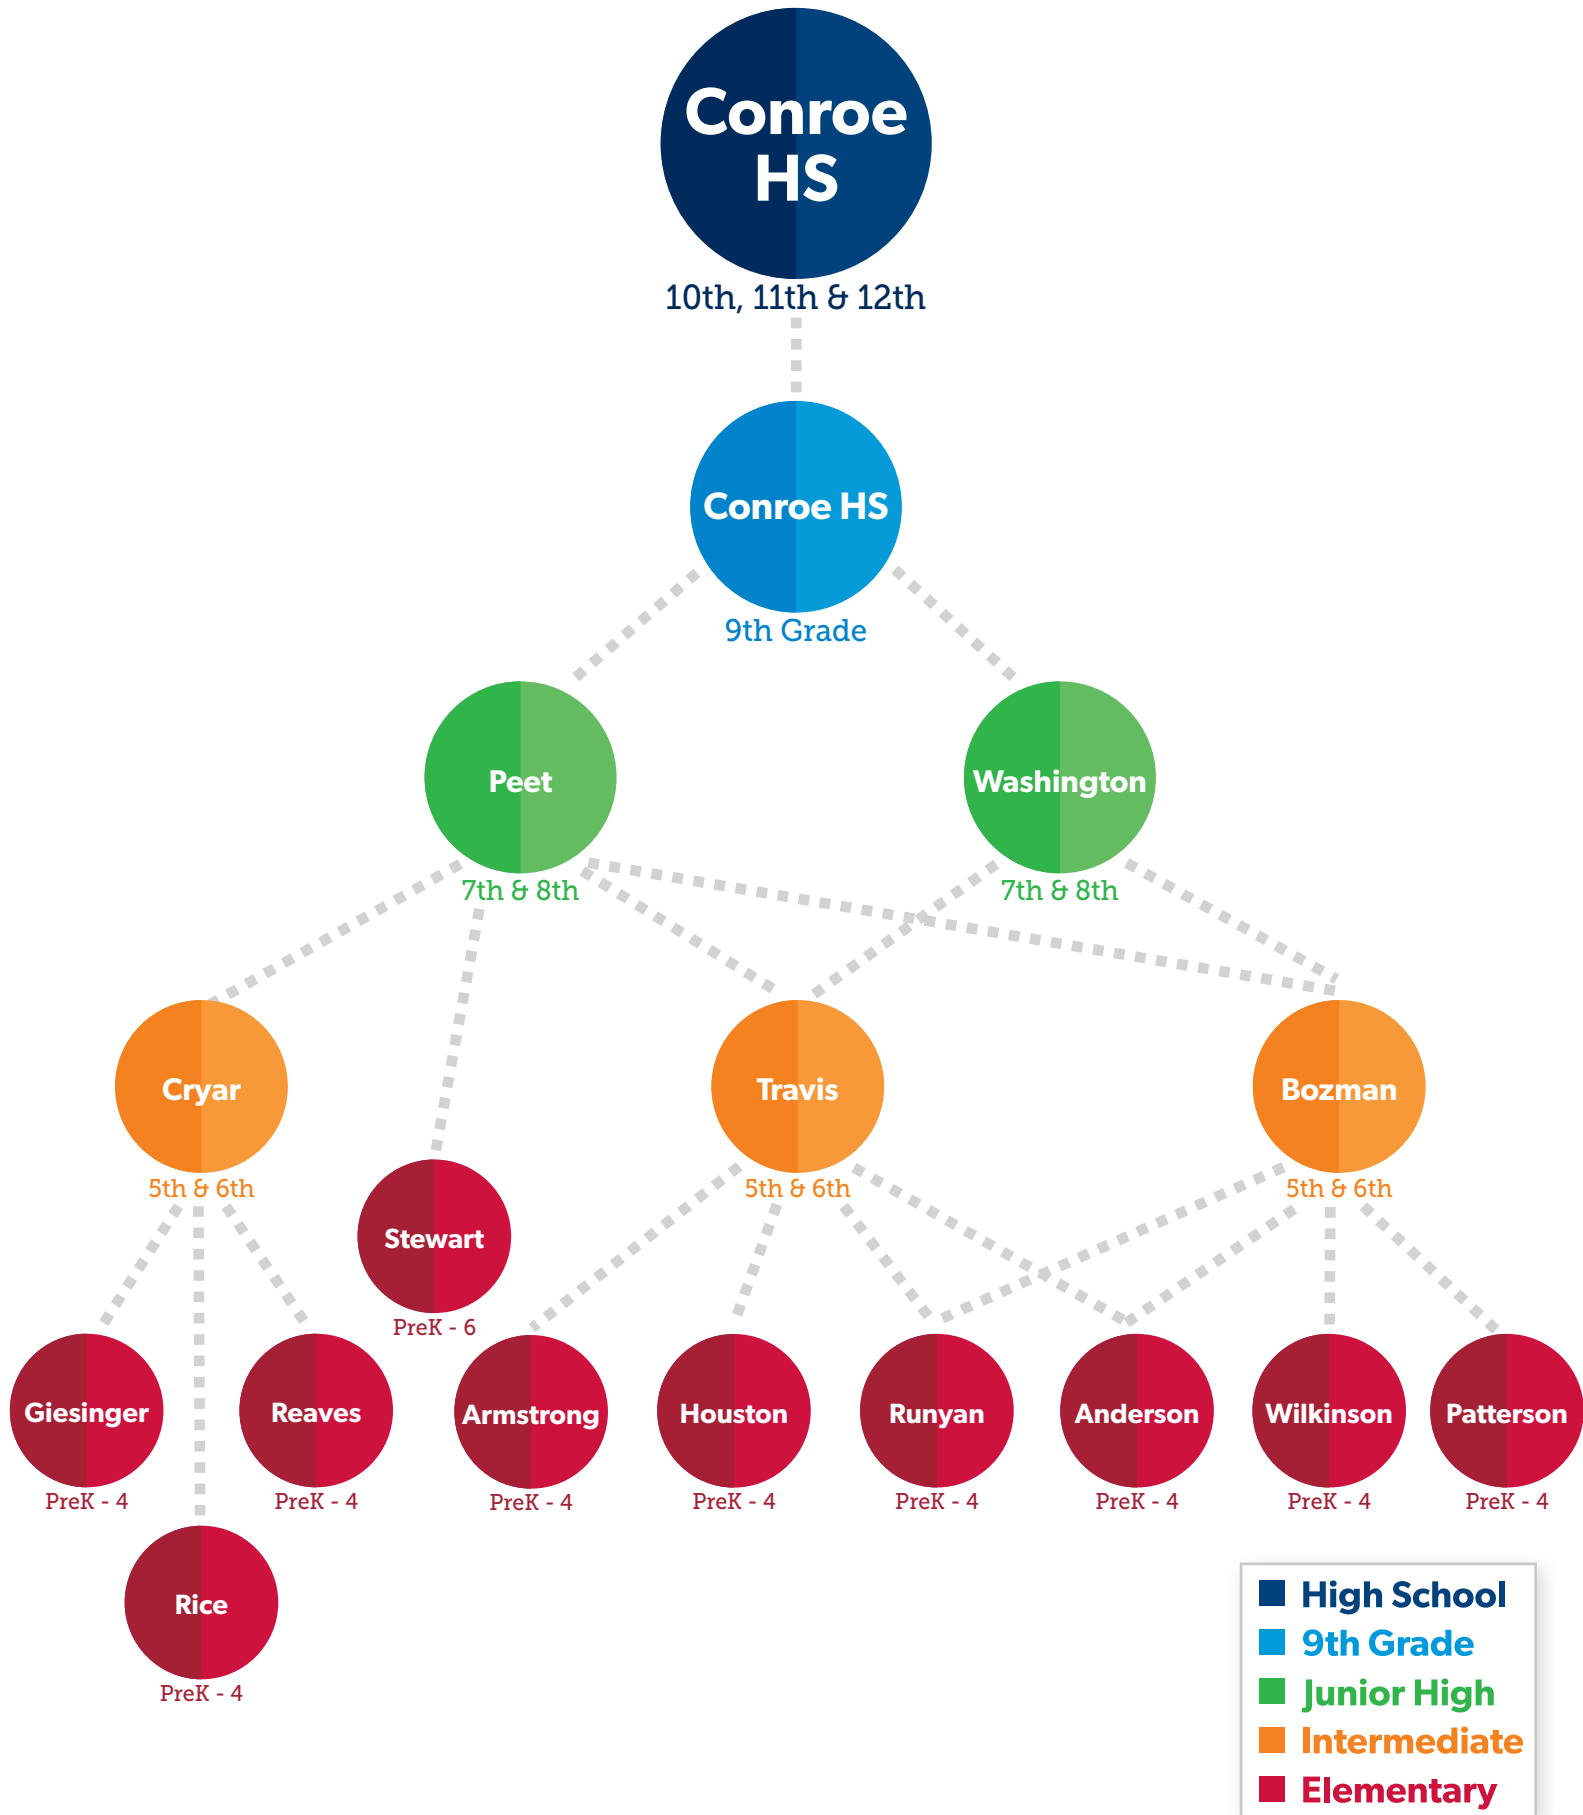 Conroe
HS
10th, 11th & 12th
Conroe HS
9th Grade
Peet
7th & 8th
Washington
7th & 8th
Cryar
5th & 6th
Travis
5th & 6th
Bozman
5th & 6th
Stewart
PreK - 6
Giesinger
PreK - 4
Reaves
PreK - 4
Armstrong
PreK - 4
Houston
PreK - 4
Runyan
PreK - 4
Anderson
PreK - 4
Wilkinson
PreK - 4
Patterson
PreK - 4
Rice
PreK - 4
High School
9th Grade
Junior High
Intermediate
Elementary